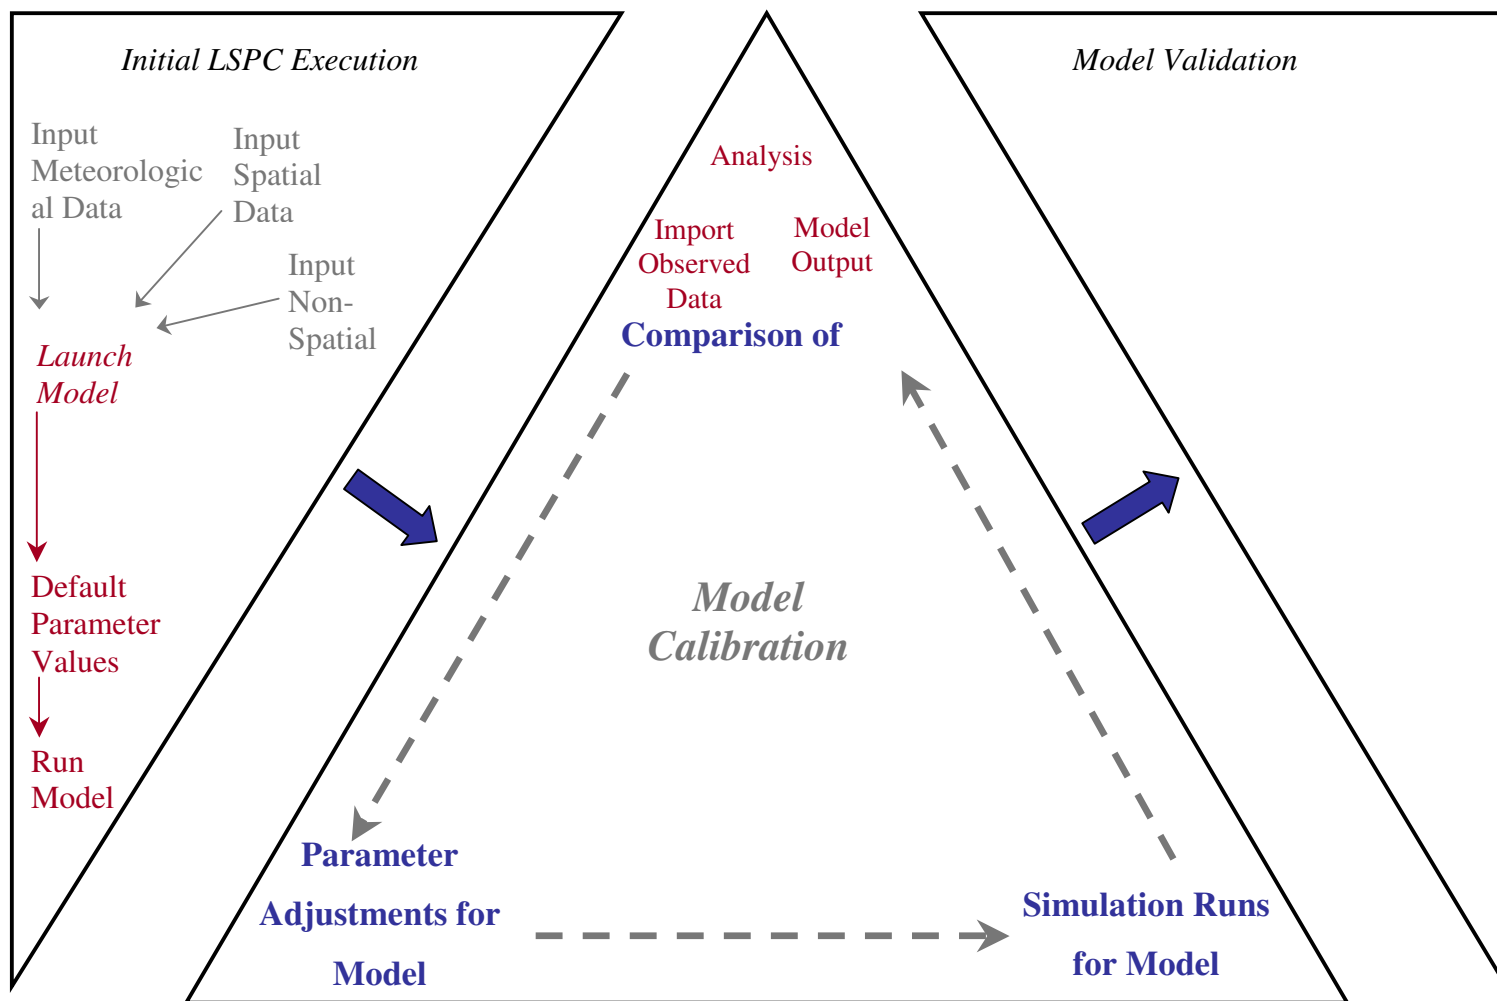 Initial LSPC Execution
Input
Meteorologic
al Data
Input
Spatial
Data
Input
Non-
Spatial
Launch
Model
Default
Parameter
Values
Run
Model
Analysis
Import
Observed
Data
Model
Output
Comparison of
Model
Calibration
Parameter
Adjustments for
Model
Simulation Runs
for Model
Model Validation